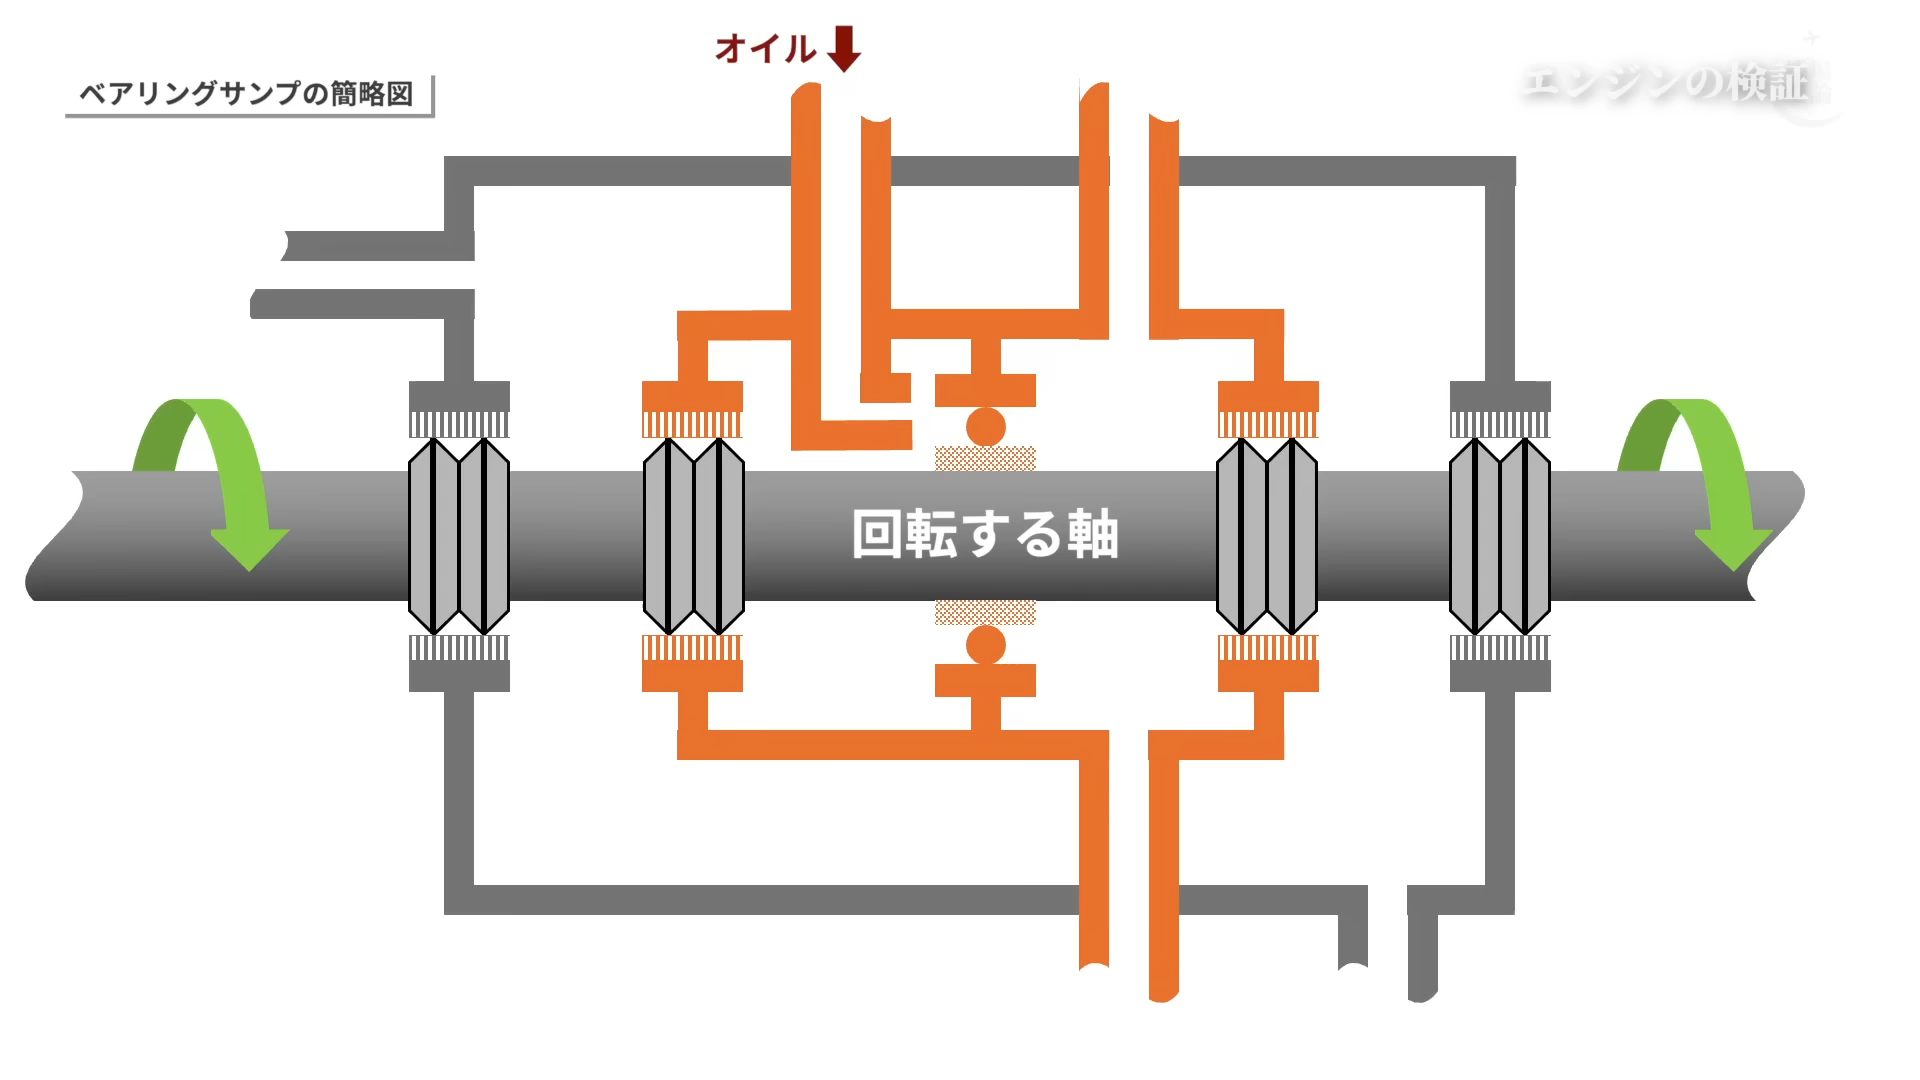 オイル
ベアリングサンプの簡略図
エンジンの検証
回転する軸